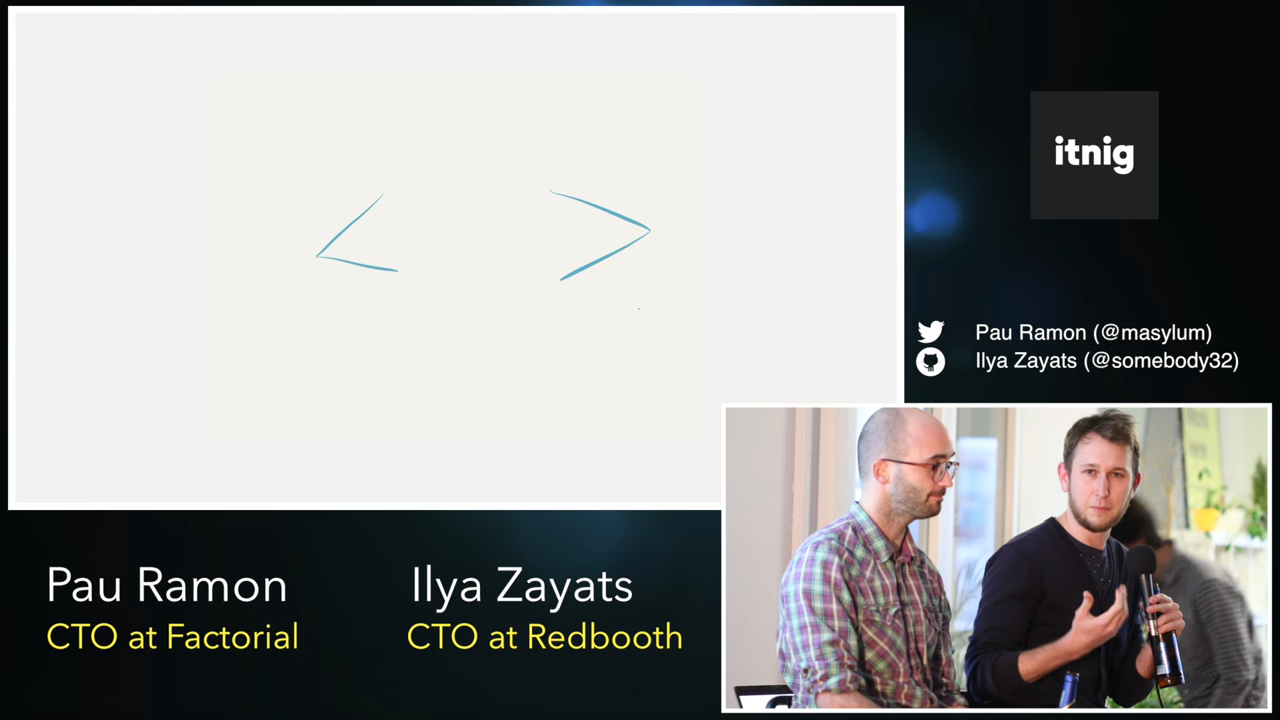 < >
itnig
Pau Ramon (@masylum)
Ilya Zayats (@somebody32)
Pau Ramon
CTO at Factorial
Ilya Zayats
CTO at Redbooth